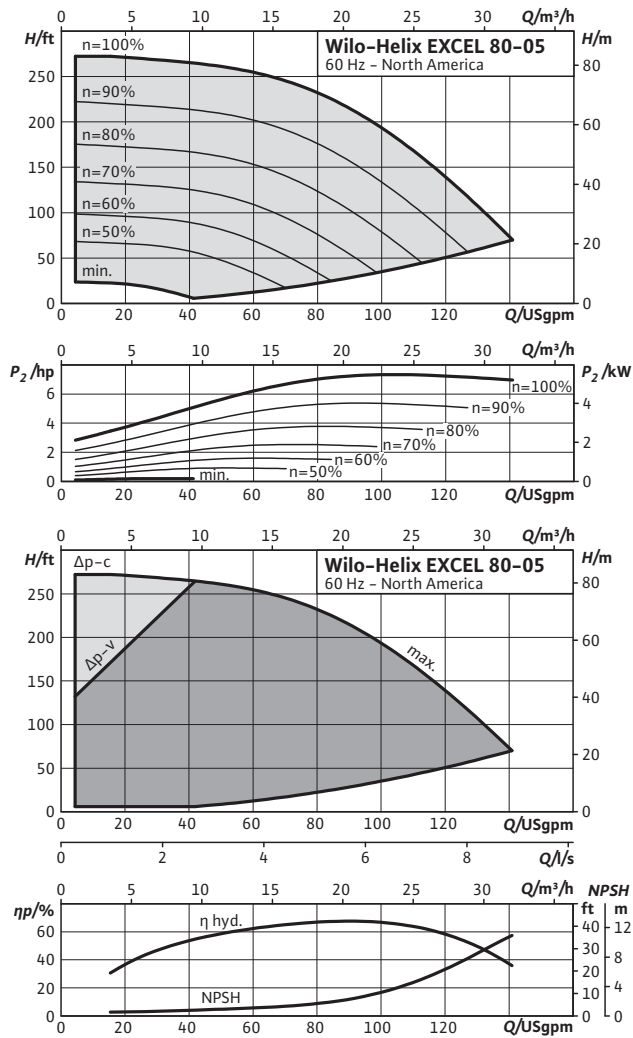 0 5 10 15 20 25 30 Q/m³/h
H/ft H/m
n=100% Wilo-Helix EXCEL 80-05
60 Hz - North America
250 80
n=90%
200 60
n=80%
150
n=70% 40
100 n=60%
n=50% 20
50 min.
0 0
0 20 40 60 80 100 120 Q/USgpm
0 5 10 15 20 25 30 Q/m³/h
P2/hp P2/kW
n=100%
6 4
n=90%
4 n=80%
n=70% 2
2 n=60%
min. n=50%
0 0
0 20 40 60 80 100 120 Q/USgpm
0 5 10 15 20 25 30 Q/m³/h
H/ft H/m
Δp-c Wilo-Helix EXCEL 80-05
60 Hz - North America
250 80
200 60
Δp-v max.
150 40
100
50 20
0 0
0 20 40 60 80 100 120 Q/USgpm
0 2 4 6 8 Q/l/s
0 5 10 15 20 25 30 Q/m³/h NPSH
ηp/% ft m
η hyd.
60 40 12
40 30 8
20
20 NPSH 10 4
0 0 0
0 20 40 60 80 100 120 Q/USgpm